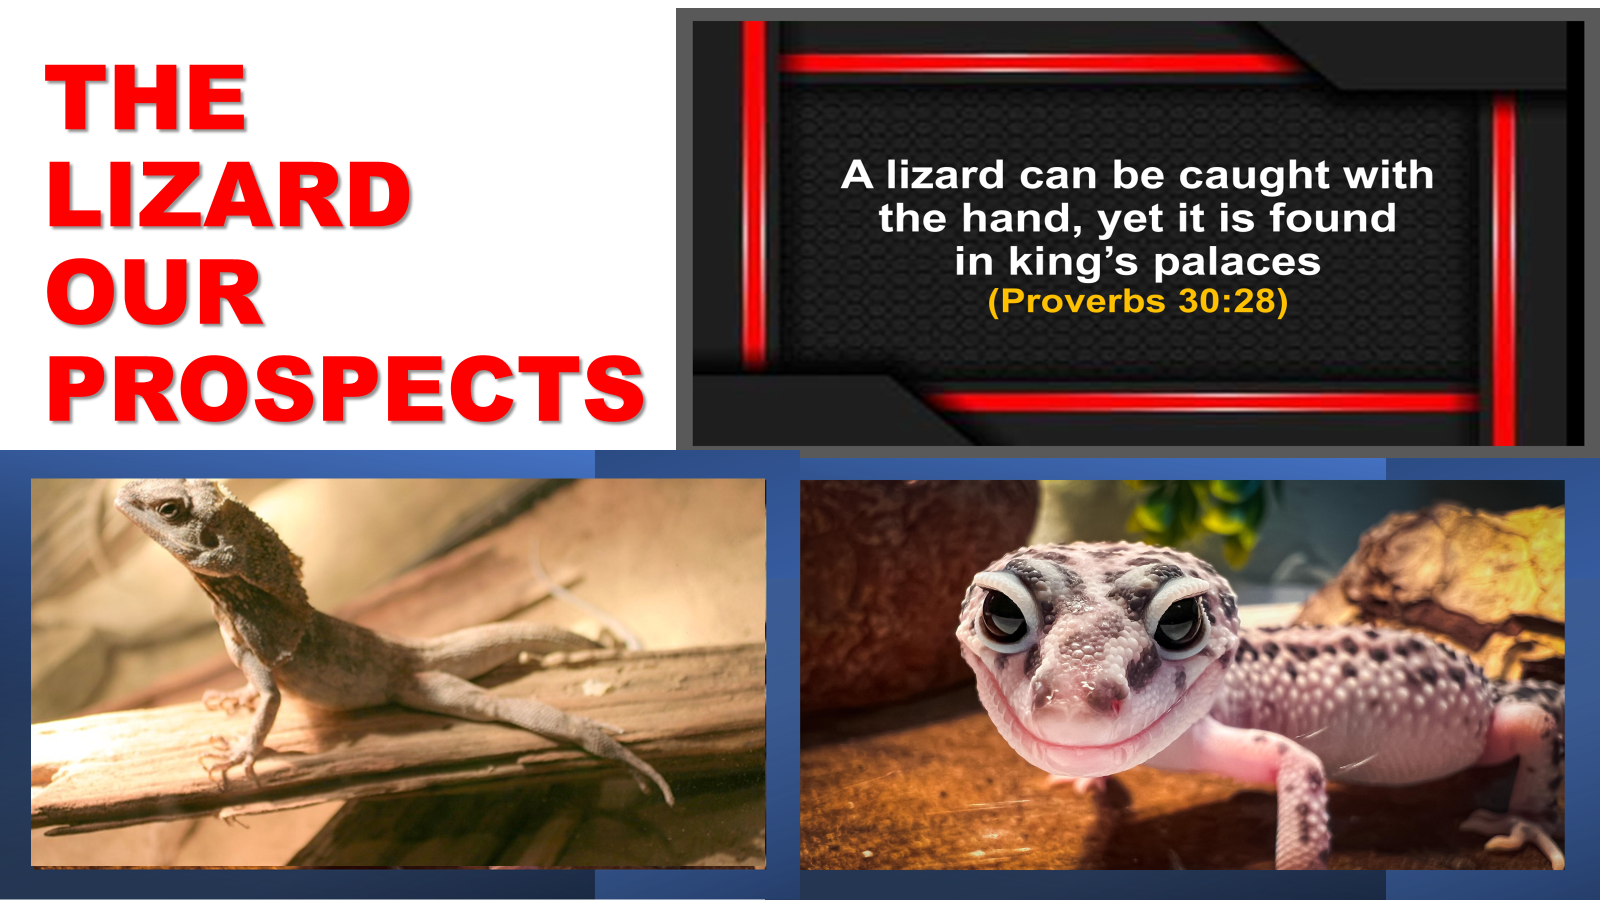 THE
LIZARD
OUR
PROSPECTS
A lizard can be caught with
the hand, yet it is found
in king’s palaces
(Proverbs 30:28)